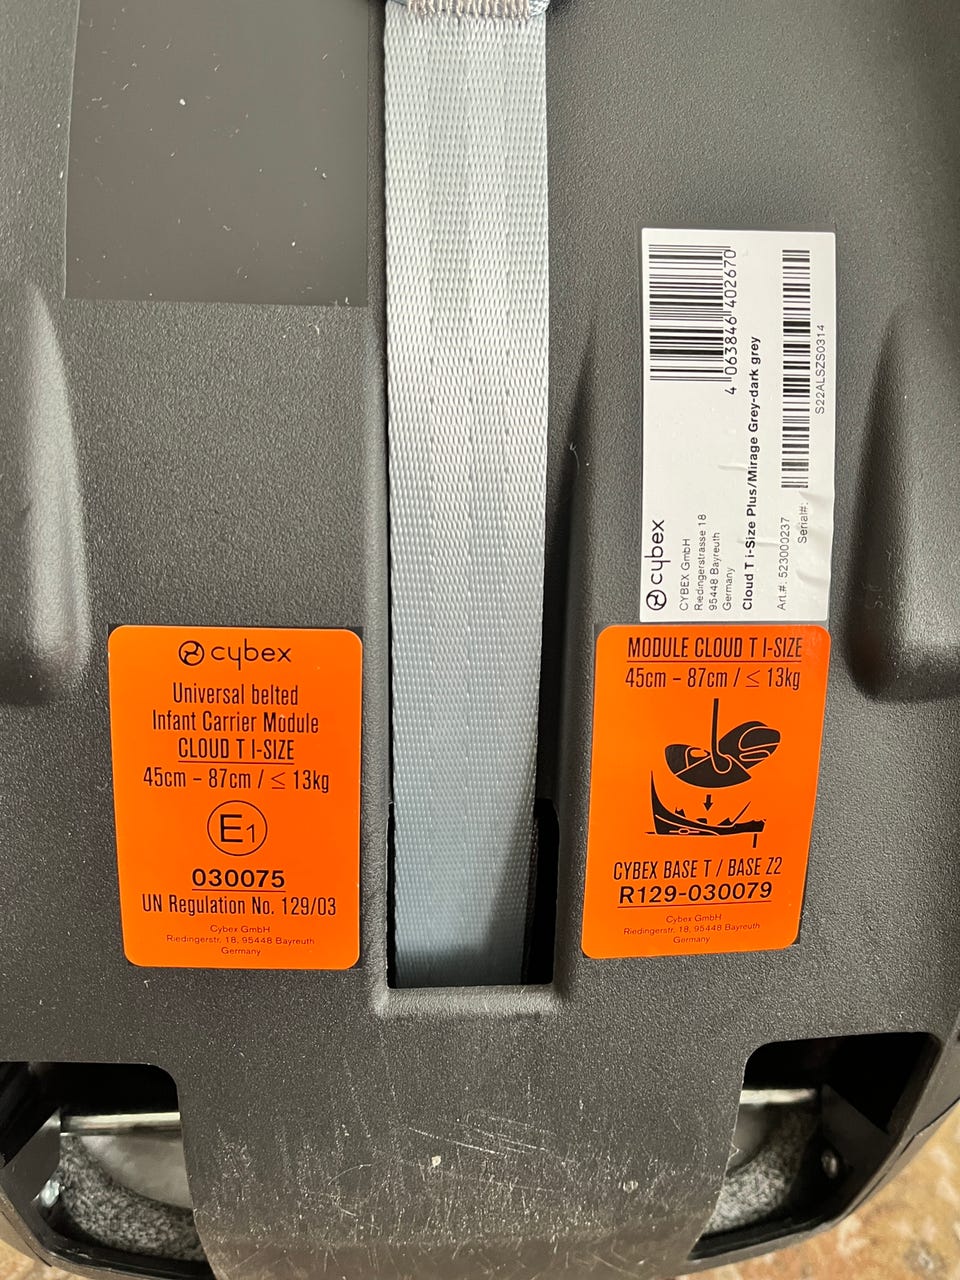 4 063846 402670
cybex
CYBEX GmbH
Riedingerstrasse 18
95448 Bayreuth
Germany
Cloud T i-Size Plus/Mirage Grey-dark grey
Art.#: 523000237
Serial#:
S22ALSZS0314
cybex
Universal belted
Infant Carrier Module
CLOUD T I-SIZE
45cm – 87cm / ≤ 13kg
E1
030075
UN Regulation No. 129/03
Cybex GmbH
Riedingerstr. 18, 95448 Bayreuth
Germany
MODULE CLOUD T I-SIZE
45cm – 87cm / ≤ 13kg
CYBEX BASE T / BASE Z2
R129-030079
Cybex GmbH
Riedingerstr. 18, 95448 Bayreuth
Germany